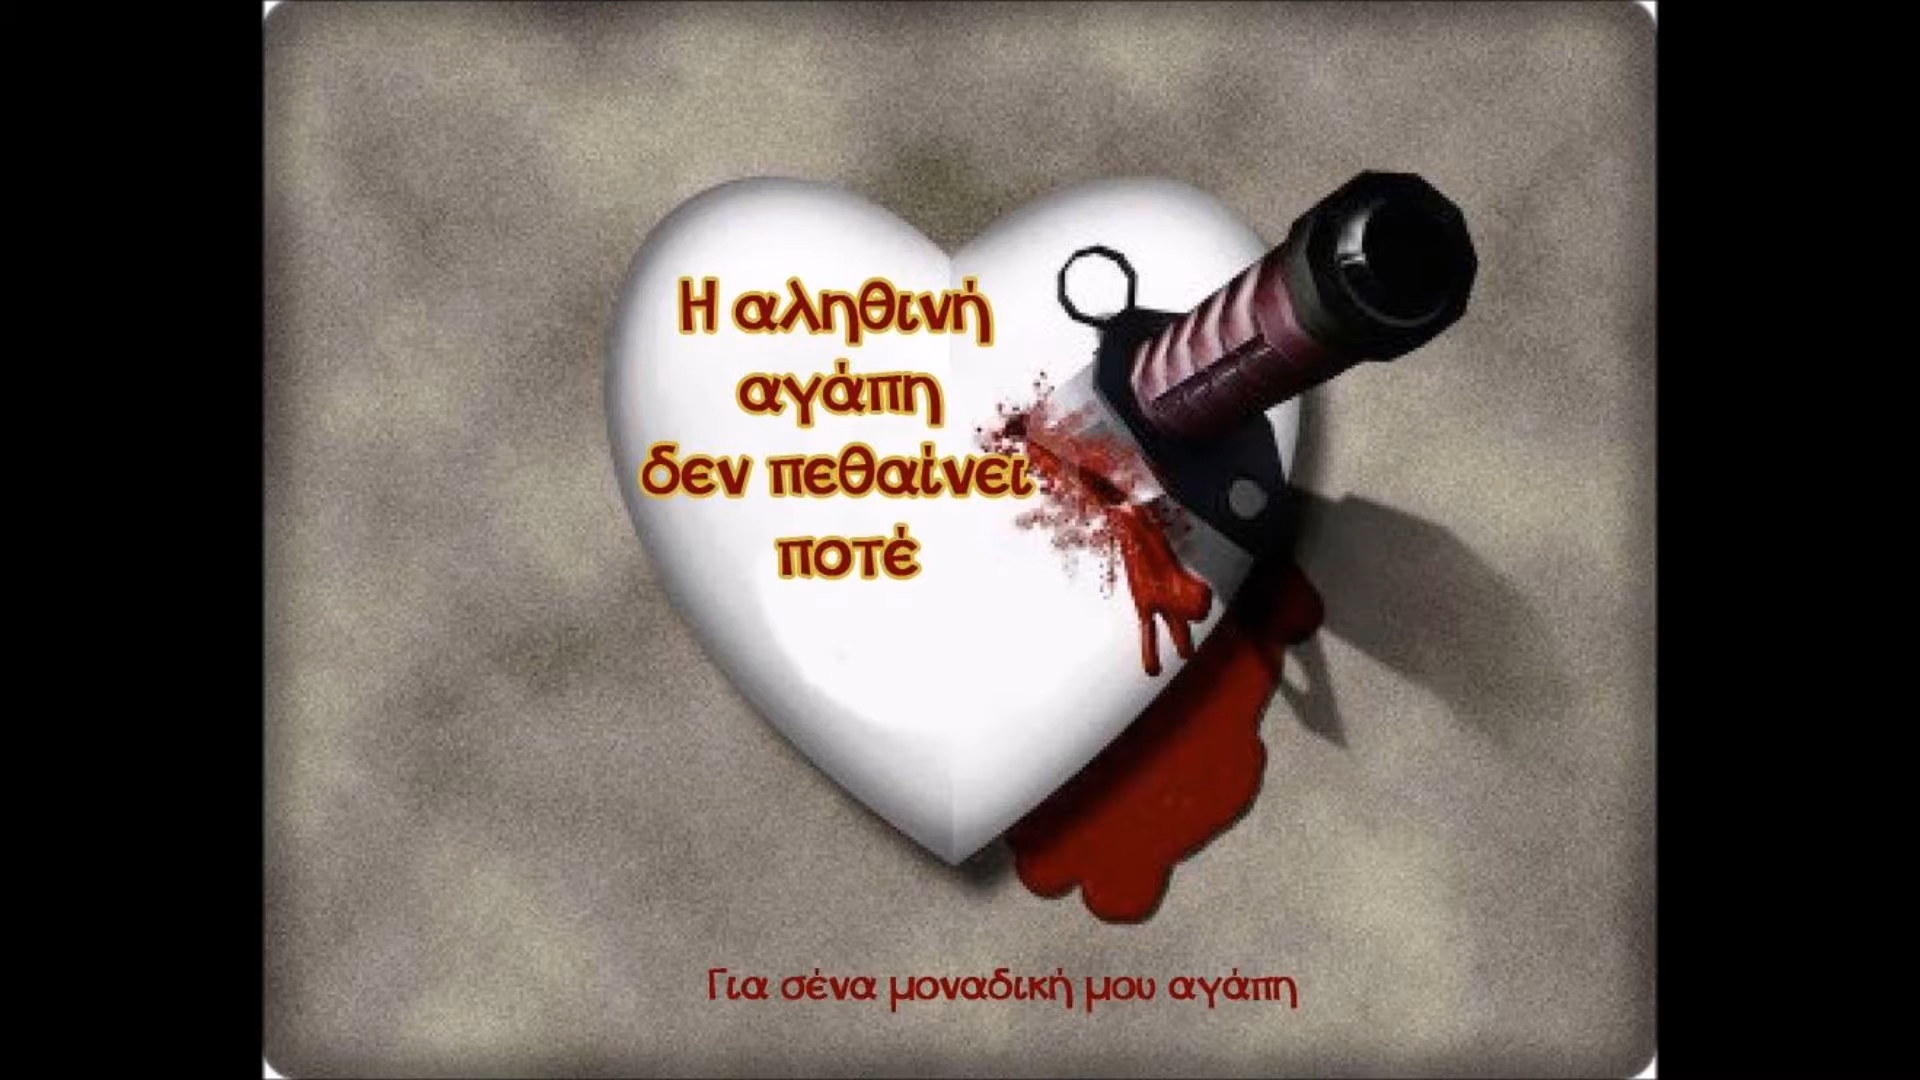 Η αληθινή
αγάπη
δεν πεθαίνει
ποτέ
Για σένα μοναδική μου αγάπη